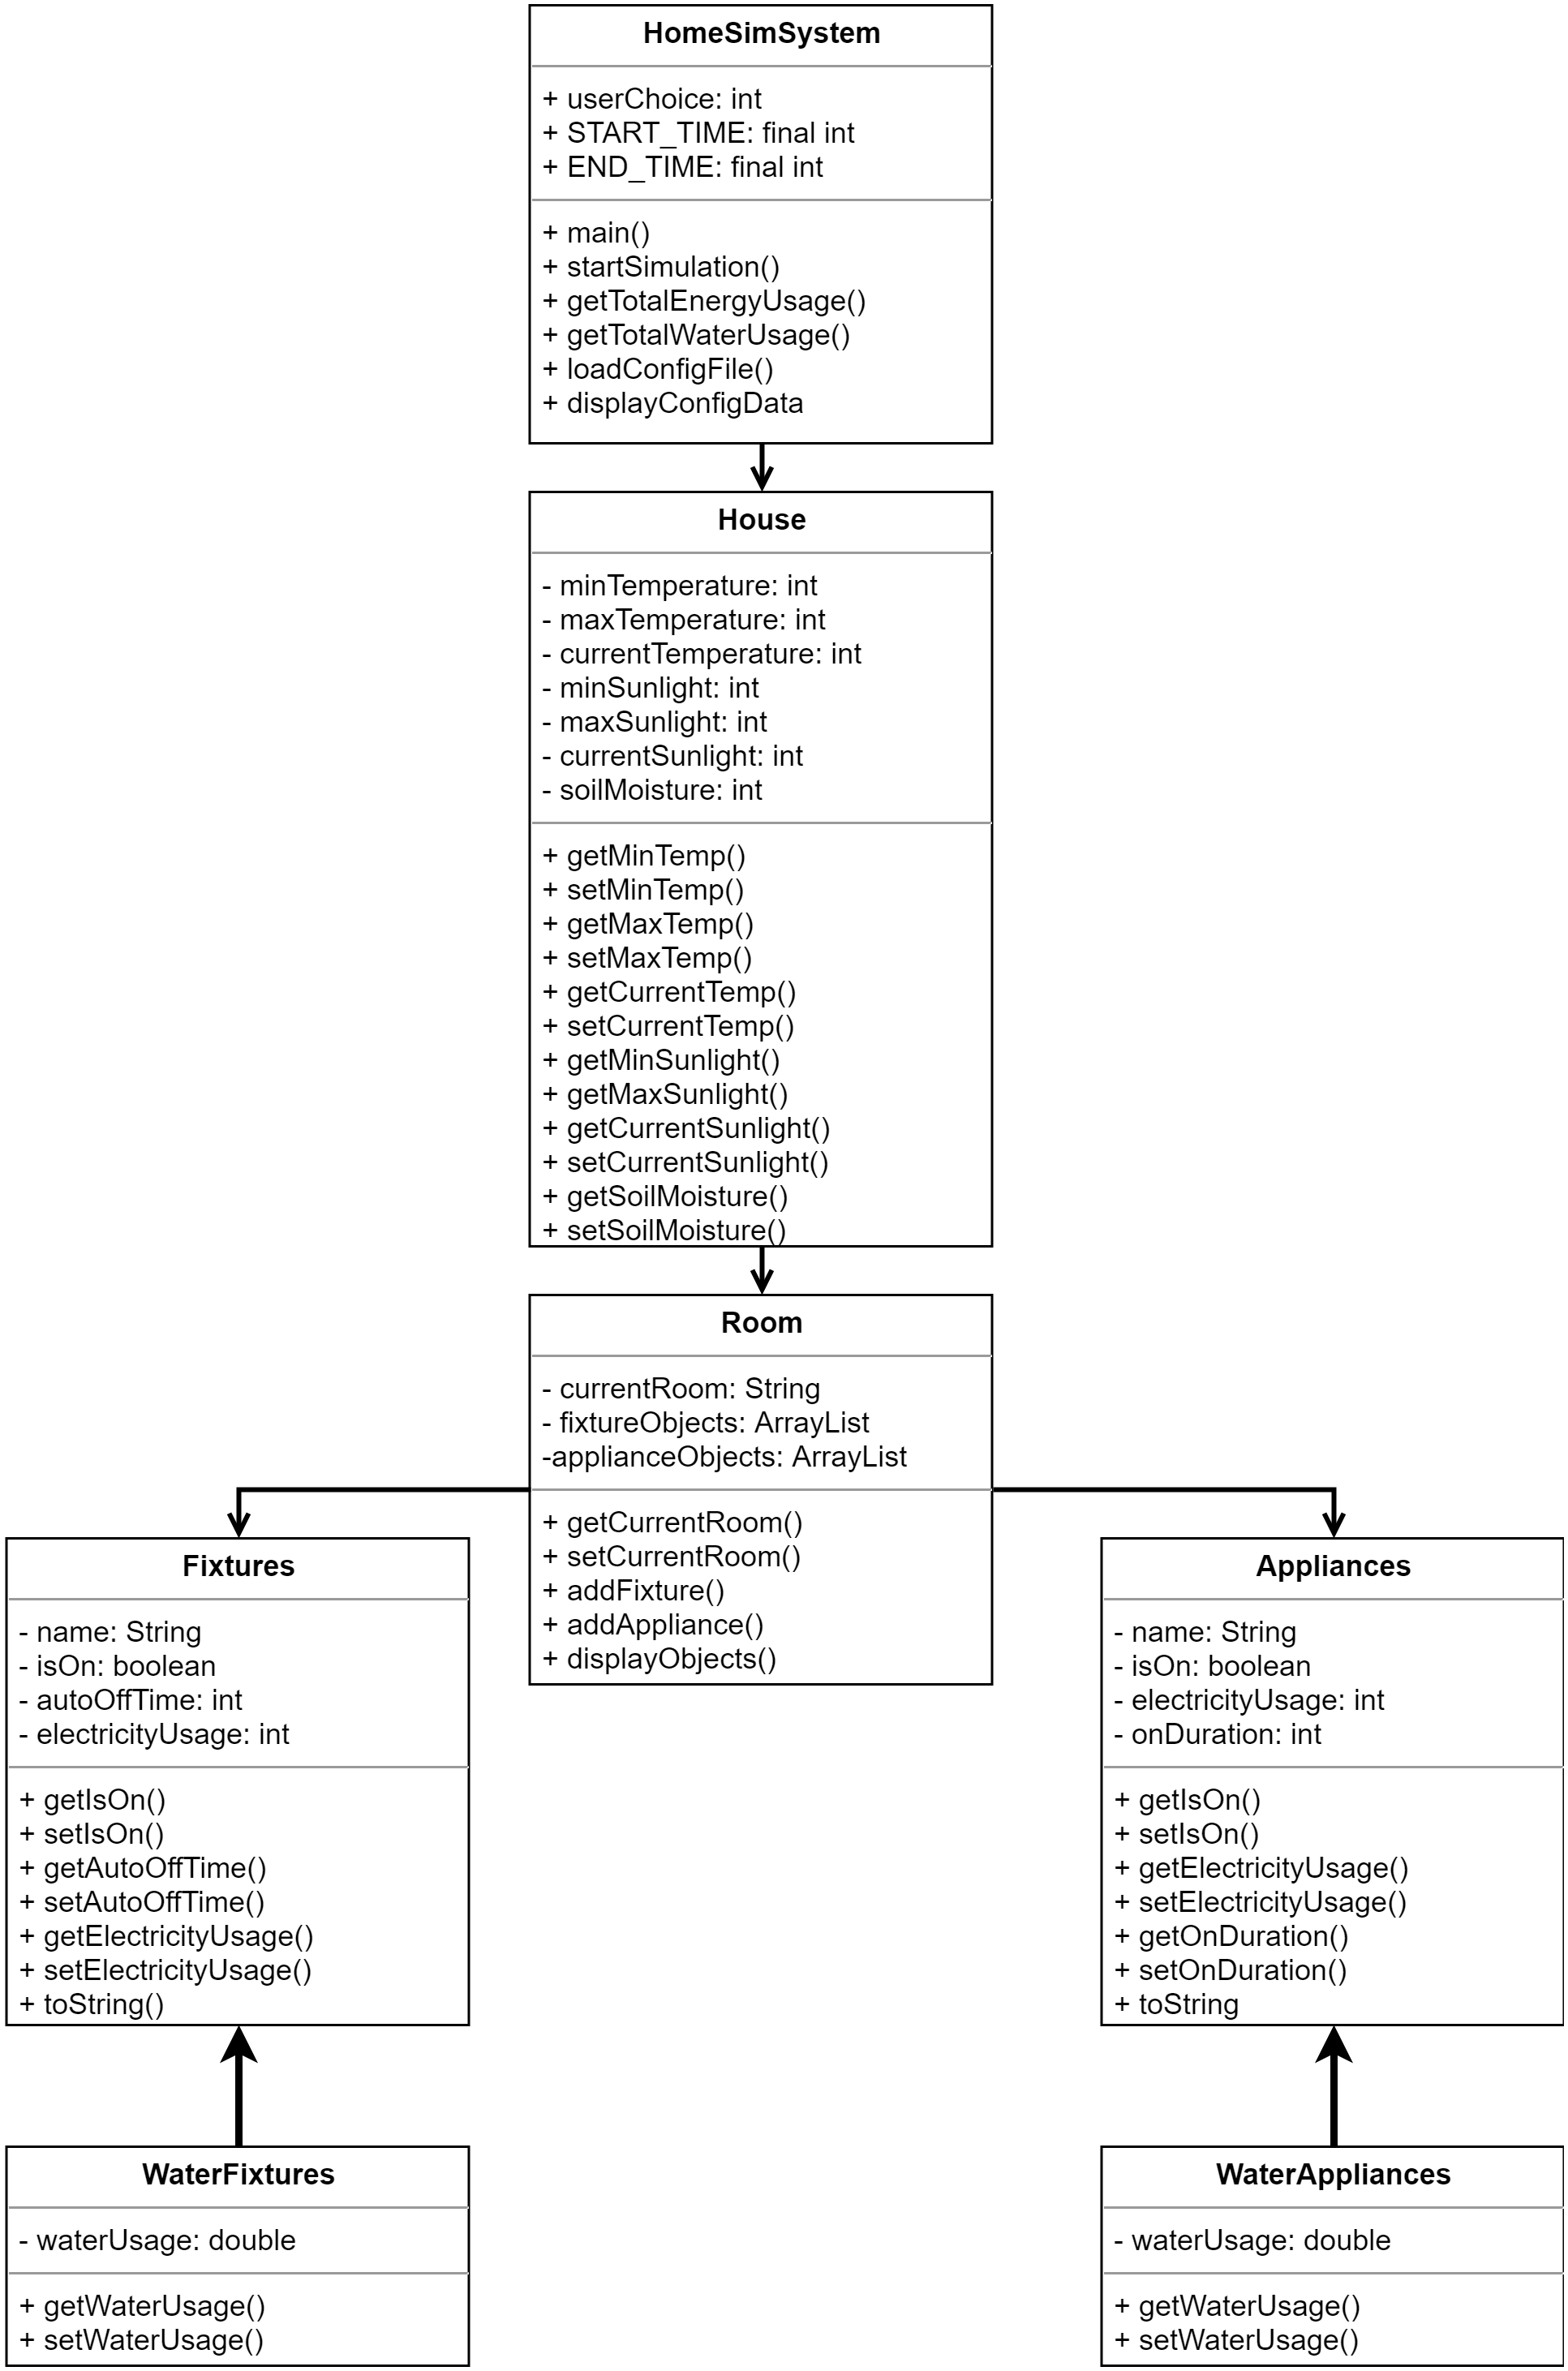 HomeSimSystem
+ userChoice: int
+ START_TIME: final int
+ END_TIME: final int
+ main()
+ startSimulation()
+ getTotalEnergyUsage()
+ getTotalWaterUsage()
+ loadConfigFile()
+ displayConfigData
House
- minTemperature: int
- maxTemperature: int
- currentTemperature: int
- minSunlight: int
- maxSunlight: int
- currentSunlight: int
- soilMoisture: int
+ getMinTemp()
+ setMinTemp()
+ getMaxTemp()
+ setMaxTemp()
+ getCurrentTemp()
+ setCurrentTemp()
+ getMinSunlight()
+ getMaxSunlight()
+ getCurrentSunlight()
+ setCurrentSunlight()
+ getSoilMoisture()
+ setSoilMoisture()
Room
- currentRoom: String
- fixtureObjects: ArrayList
-applianceObjects: ArrayList
+ getCurrentRoom()
+ setCurrentRoom()
+ addFixture()
+ addAppliance()
+ displayObjects()
Fixtures
- name: String
- isOn: boolean
- autoOffTime: int
- electricityUsage: int
+ getIsOn()
+ setIsOn()
+ getAutoOffTime()
+ setAutoOffTime()
+ getElectricityUsage()
+ setElectricityUsage()
+ toString()
Appliances
- name: String
- isOn: boolean
- electricityUsage: int
- onDuration: int
+ getIsOn()
+ setIsOn()
+ getElectricityUsage()
+ setElectricityUsage()
+ getOnDuration()
+ setOnDuration()
+ toString
WaterFixtures
- waterUsage: double
+ getWaterUsage()
+ setWaterUsage()
WaterAppliances
- waterUsage: double
+ getWaterUsage()
+ setWaterUsage()